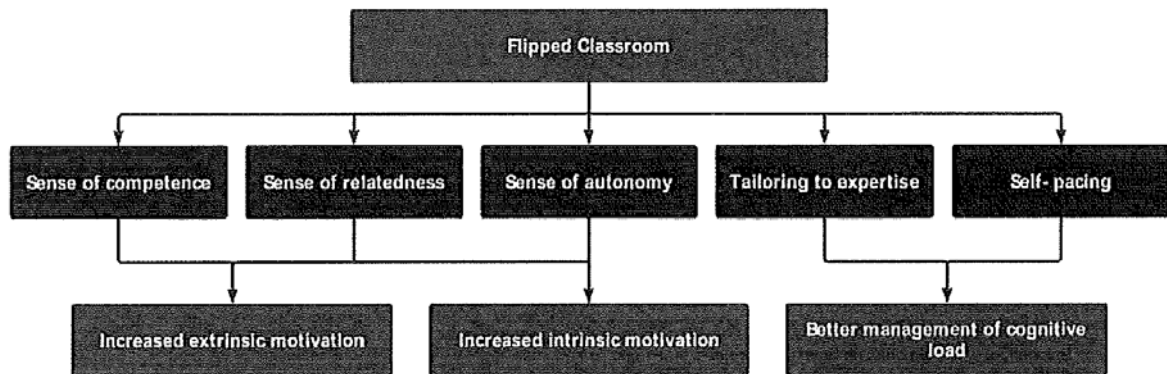 Flipped Classroom
Sense of competence
Sense of relatedness
Sense of autonomy
Tailoring to expertise
Self- pacing
Increased extrinsic motivation
Increased intrinsic motivation
Better management of cognitive
load